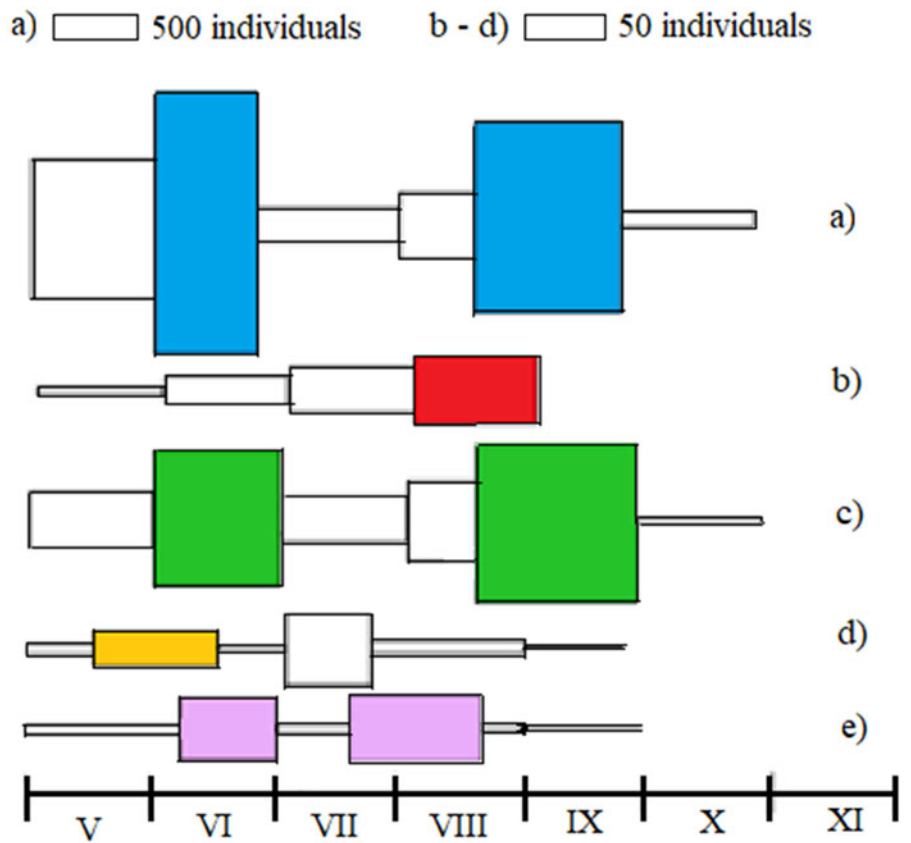 a) 500 individuals b - d) 50 individuals
a)
b)
c)
d)
e)
V VI VII VIII IX X XI